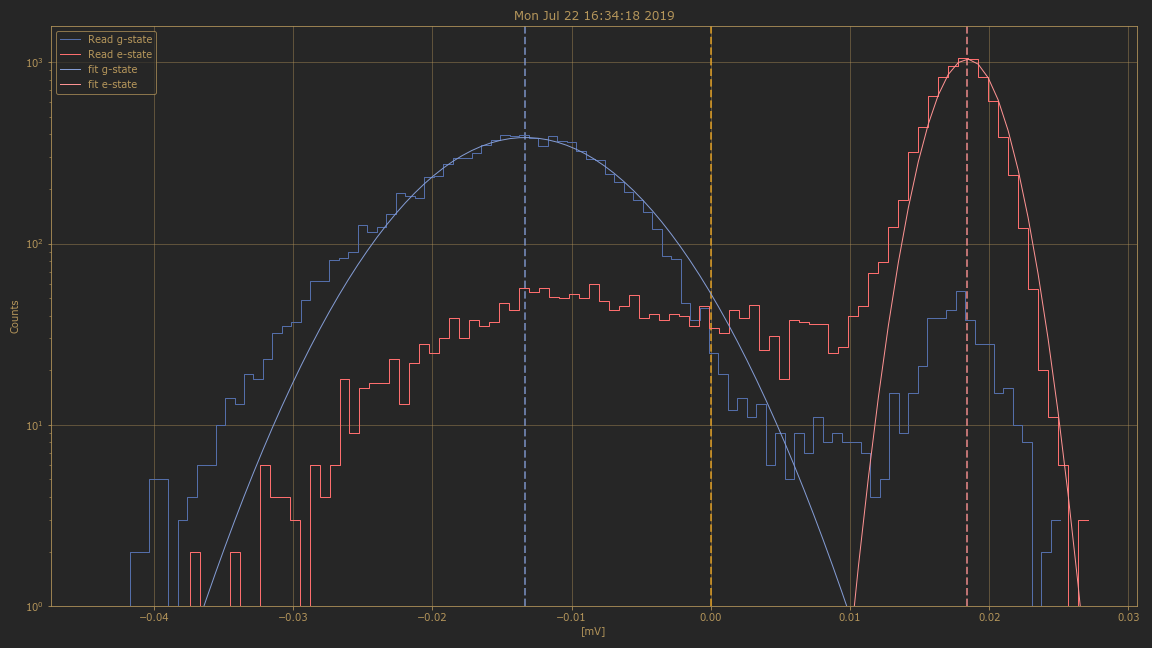 Mon Jul 22 16:34:18 2019
Read g-state
Read e-state
fit g-state
fit e-state
Counts
10³
10²
10¹
10⁰
−0.04 −0.03 −0.02 −0.01 0.00 0.01 0.02 0.03
[mV]